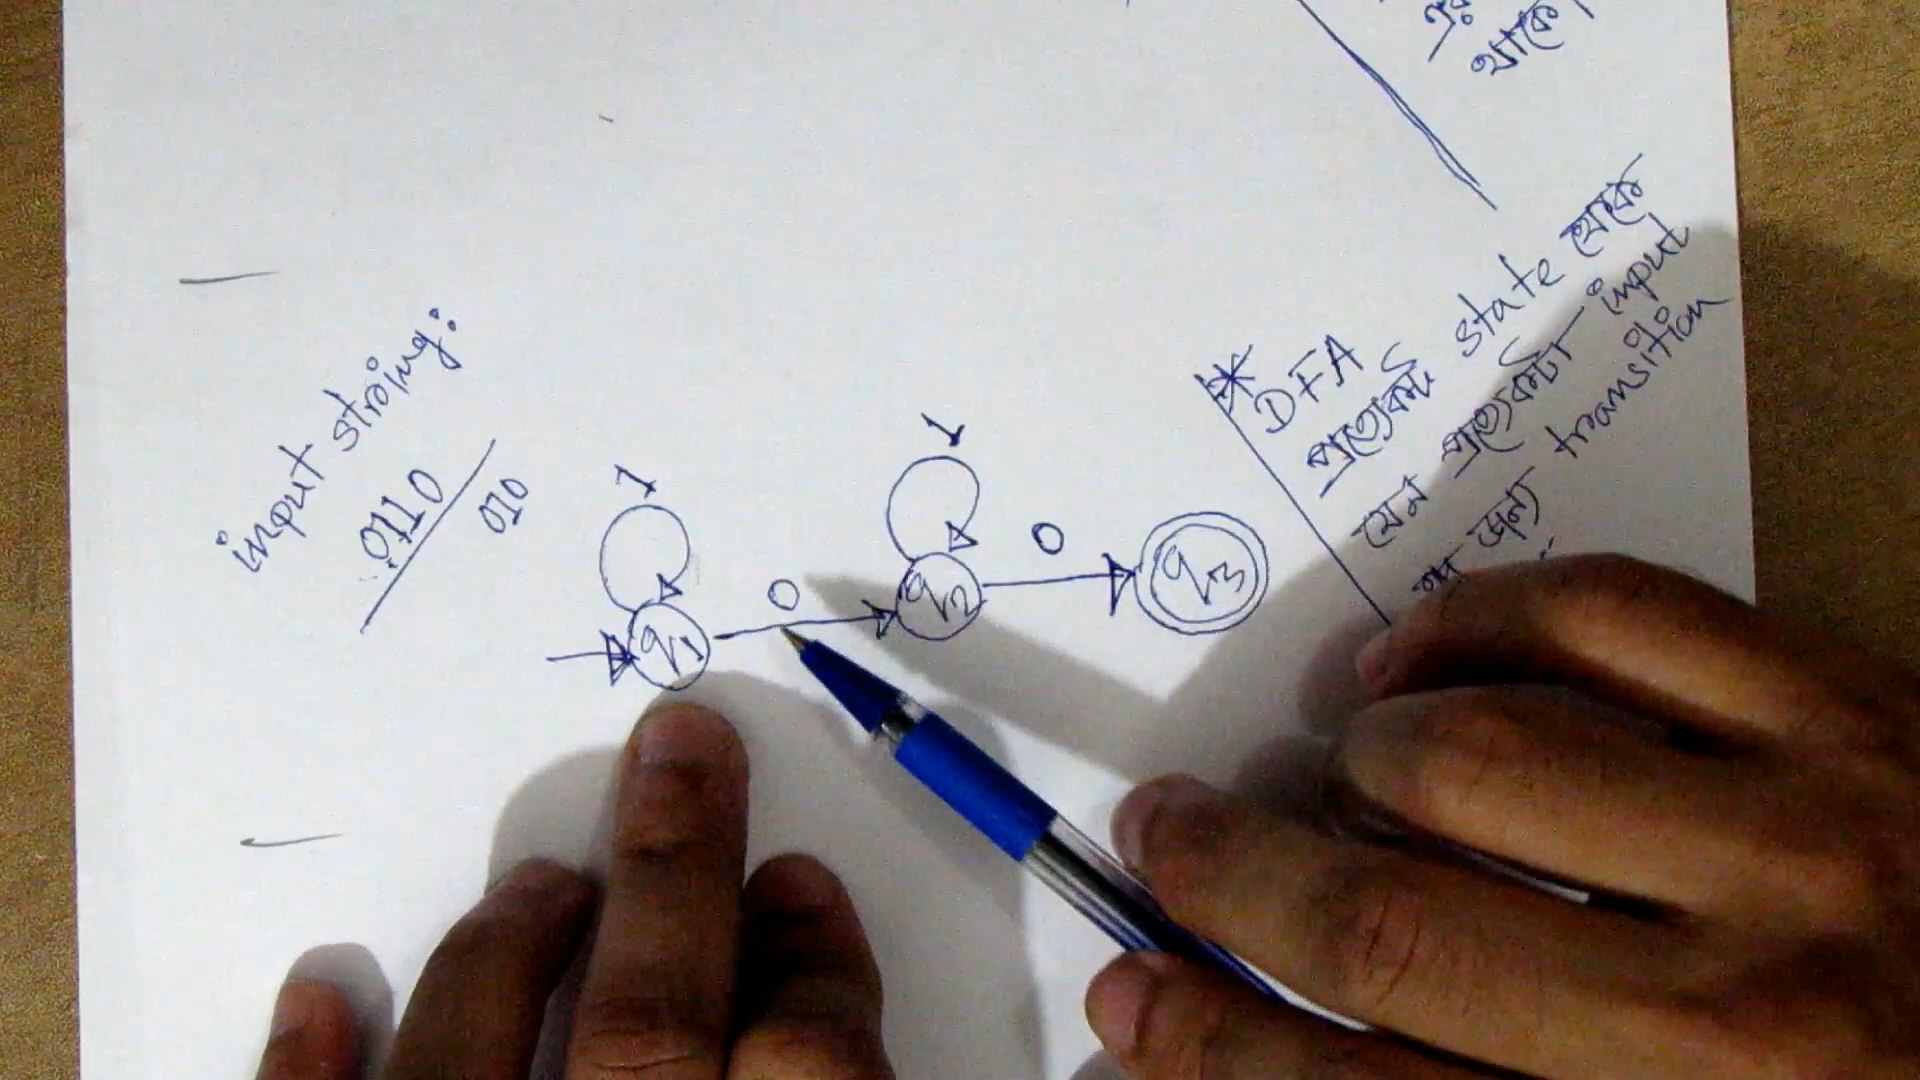 থাকে।
input string:
0110
010
1
1
0
0
q1
q2
q3
* DFA
প্রত্যেকটি state থেকে
যেন প্রত্যেকটা input
এর জন্য transition